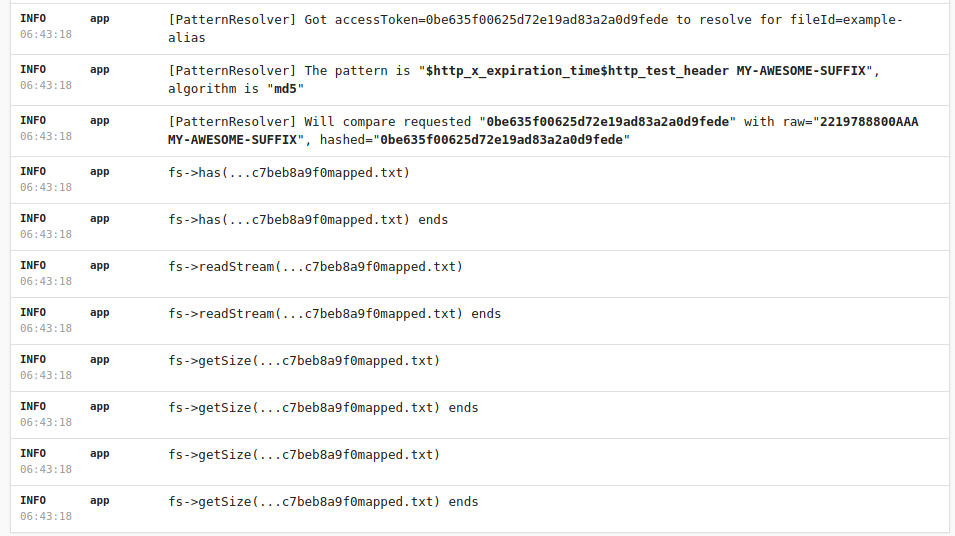 INFO app [PatternResolver] Got accessToken=0be635f00625d72e19ad83a2a0d9fede to resolve for fileId=example-
06:43:18 alias
INFO app [PatternResolver] The pattern is "$http_x_expiration_time$http_test_header MY-AWESOME-SUFFIX",
06:43:18 algorithm is "md5"
INFO app [PatternResolver] Will compare requested "0be635f00625d72e19ad83a2a0d9fede" with raw="2219788800AAA
06:43:18 MY-AWESOME-SUFFIX", hashed="0be635f00625d72e19ad83a2a0d9fede"
INFO app fs->has(...c7beb8a9f0mapped.txt)
06:43:18
INFO app fs->has(...c7beb8a9f0mapped.txt) ends
06:43:18
INFO app fs->readStream(...c7beb8a9f0mapped.txt)
06:43:18
INFO app fs->readStream(...c7beb8a9f0mapped.txt) ends
06:43:18
INFO app fs->getSize(...c7beb8a9f0mapped.txt)
06:43:18
INFO app fs->getSize(...c7beb8a9f0mapped.txt) ends
06:43:18
INFO app fs->getSize(...c7beb8a9f0mapped.txt)
06:43:18
INFO app fs->getSize(...c7beb8a9f0mapped.txt) ends
06:43:18